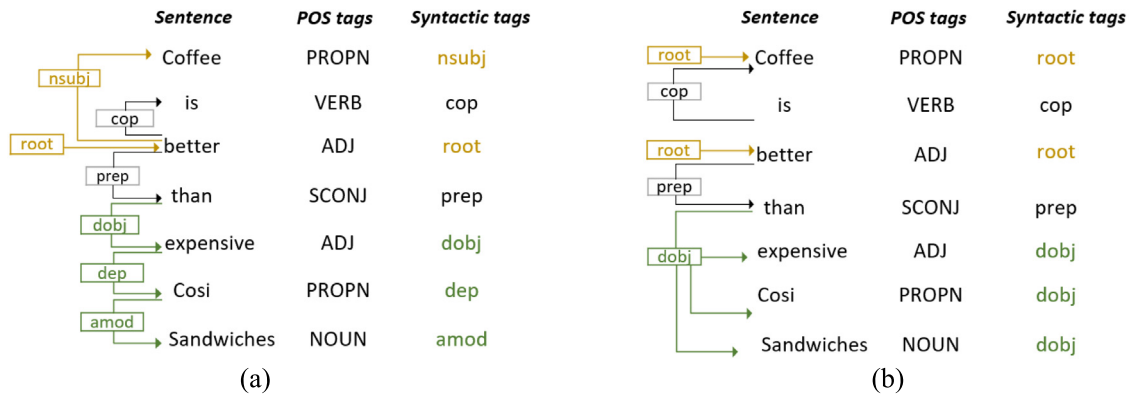 Sentence POS tags Syntactic tags
nsubj Coffee PROPN nsubj
cop is VERB cop
root better ADJ root
prep than SCONJ prep
dobj expensive ADJ dobj
dep Cosi PROPN dep
amod Sandwiches NOUN amod
(a)
Sentence POS tags Syntactic tags
root Coffee PROPN root
cop is VERB cop
root better ADJ root
prep than SCONJ prep
dobj expensive ADJ dobj
Cosi PROPN dobj
Sandwiches NOUN dobj
(b)